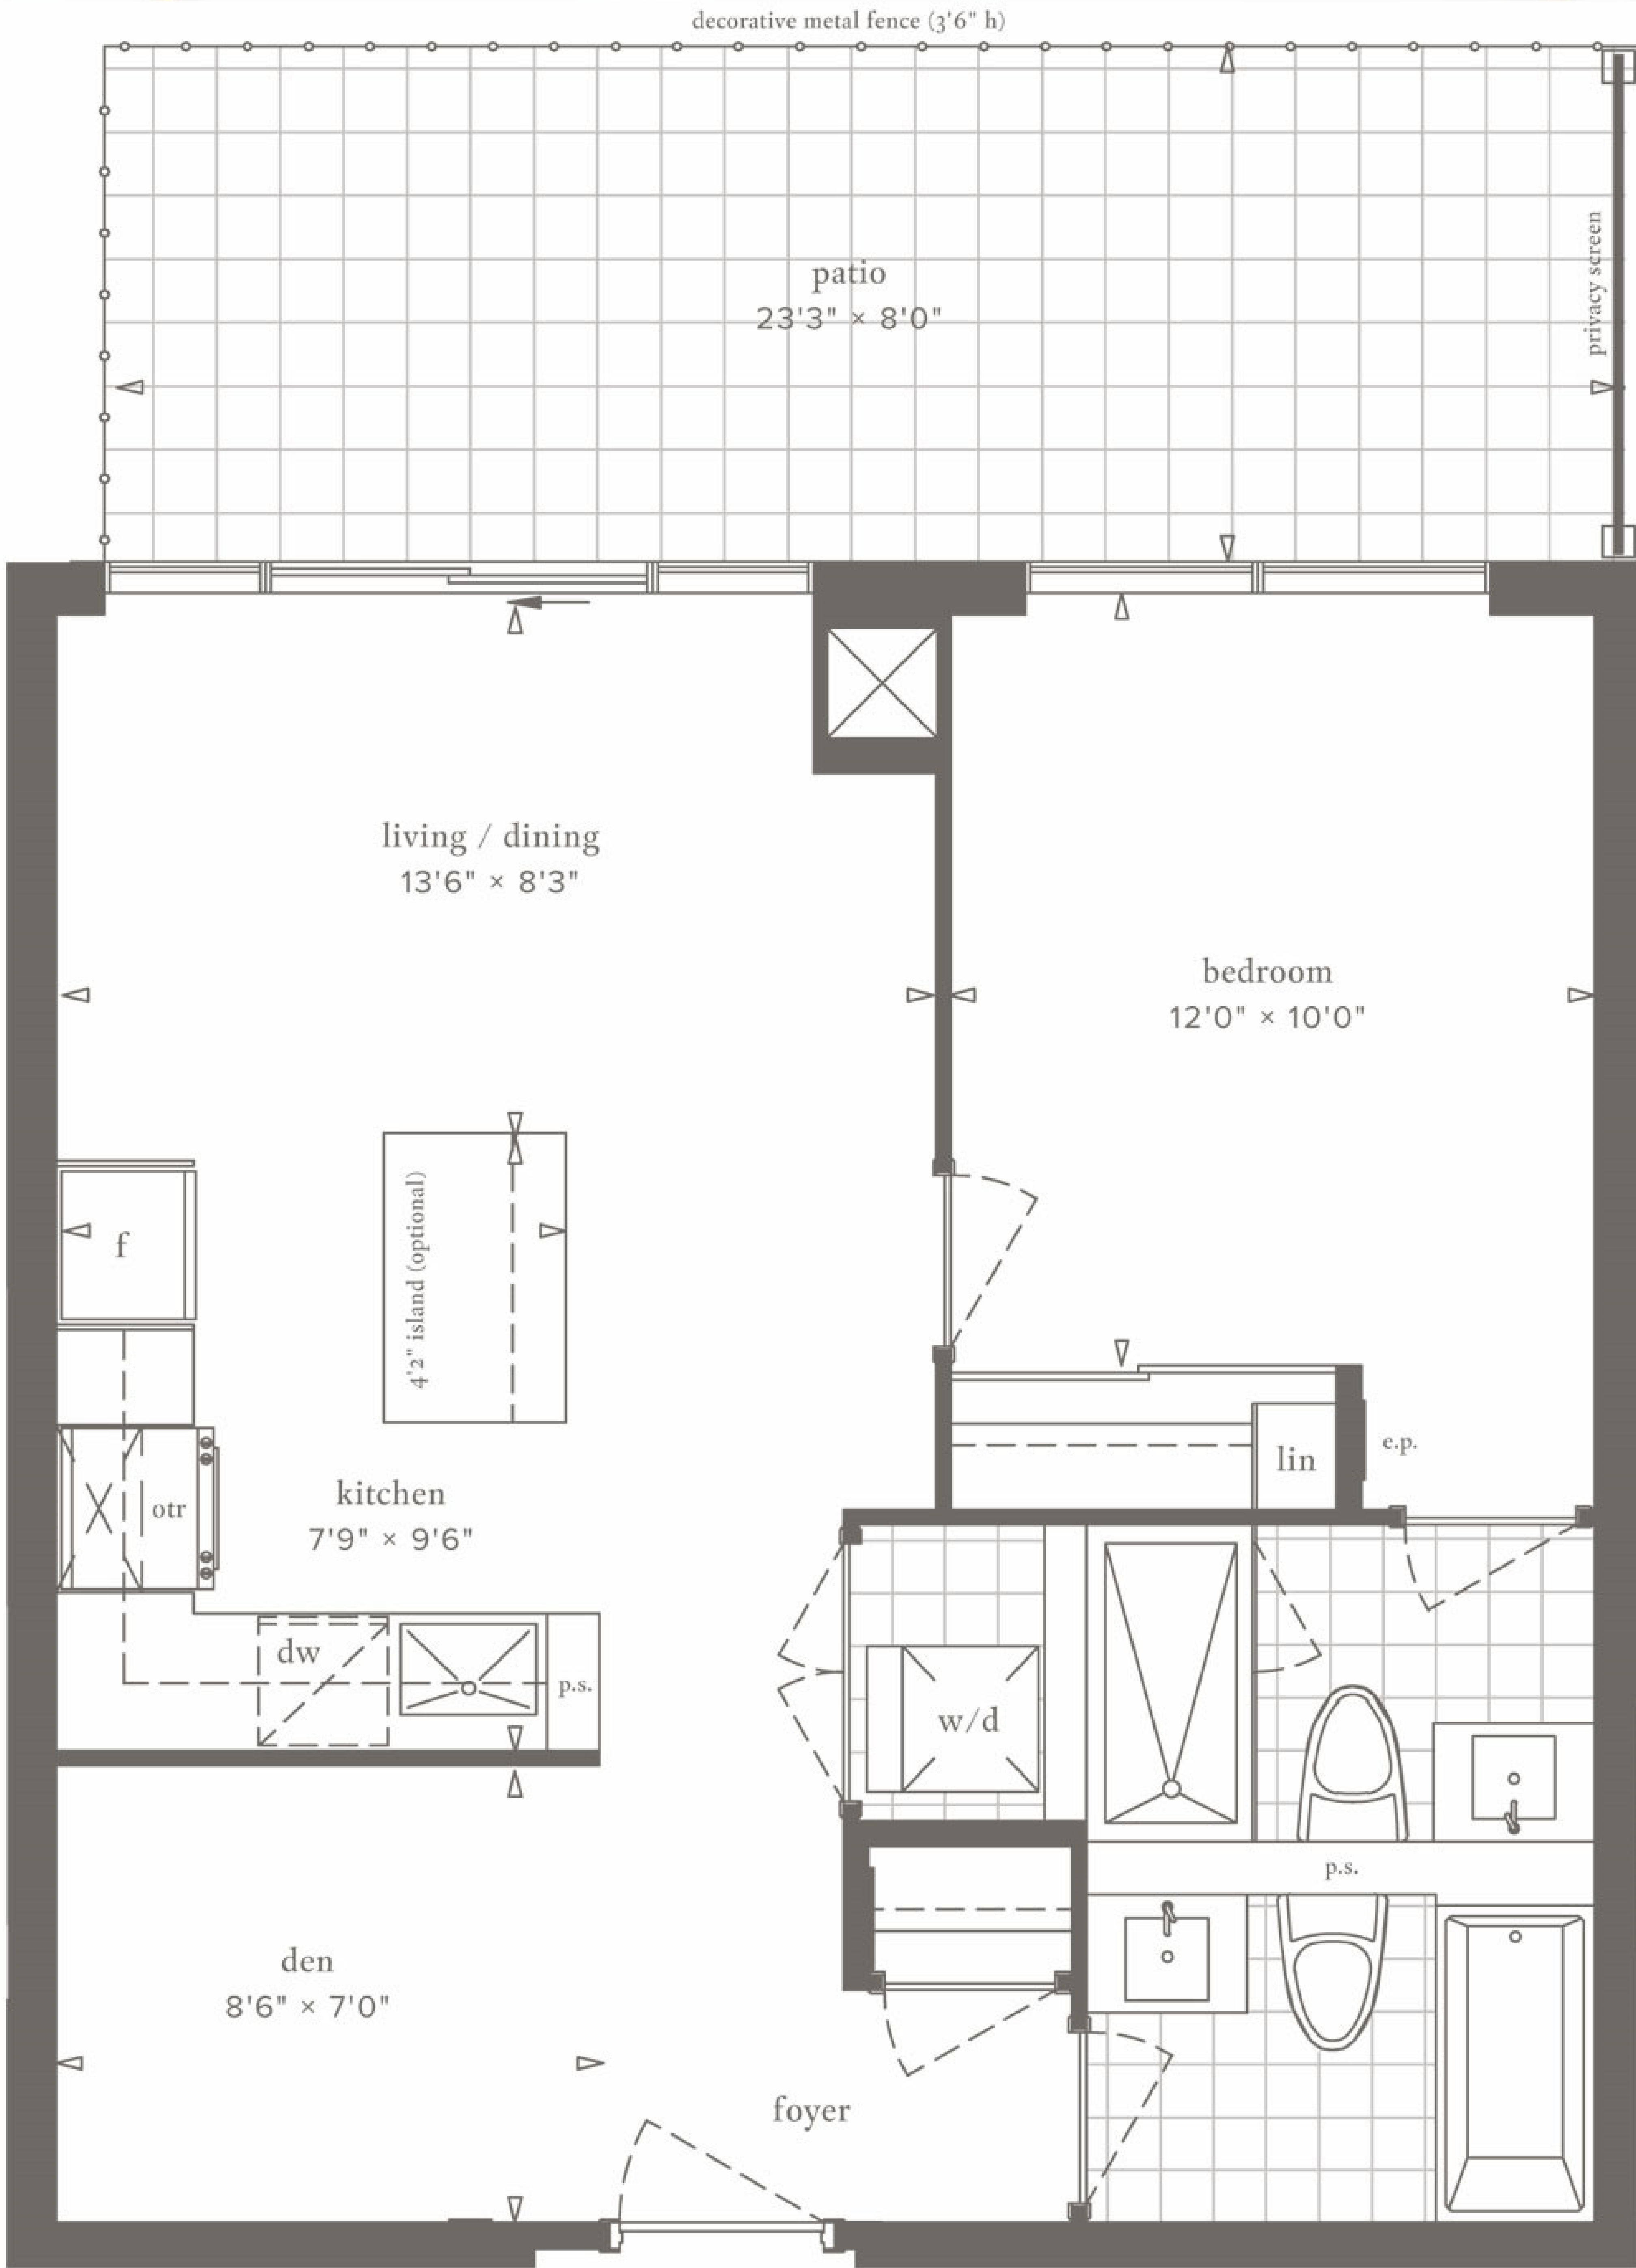 decorative metal fence (3'6" h)
patio
23'3" × 8'0"
privacy screen
living / dining
13'6" × 8'3"
bedroom
12'0" × 10'0"
4'2" island (optional)
f
e.p.
lin
kitchen
7'9" × 9'6"
otr
dw
p.s.
w/d
p.s.
den
8'6" × 7'0"
foyer